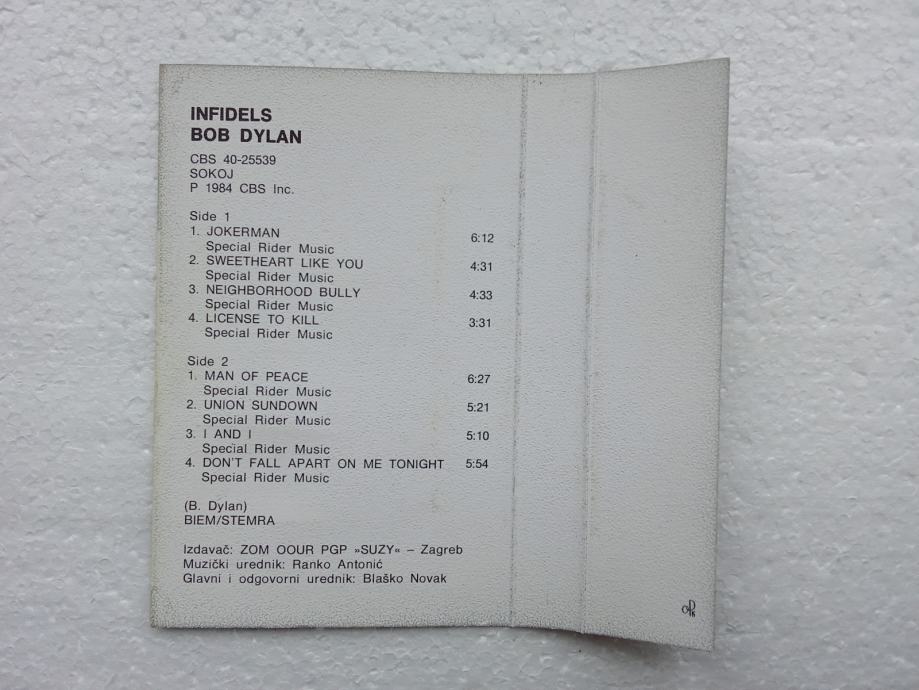 INFIDELS
BOB DYLAN
CBS 40-25539
SOKOJ
P 1984 CBS Inc.
Side 1
1. JOKERMAN 6:12
Special Rider Music
2. SWEETHEART LIKE YOU 4:31
Special Rider Music
3. NEIGHBORHOOD BULLY 4:33
Special Rider Music
4. LICENSE TO KILL 3:31
Special Rider Music
Side 2
1. MAN OF PEACE 6:27
Special Rider Music
2. UNION SUNDOWN 5:21
Special Rider Music
3. I AND I 5:10
Special Rider Music
4. DON'T FALL APART ON ME TONIGHT 5:54
Special Rider Music
(B. Dylan)
BIEM/STEMRA
Izdavač: ZOM OOUR PGP »SUZY« – Zagreb
Muzički urednik: Ranko Antonić
Glavni i odgovorni urednik: Blaško Novak